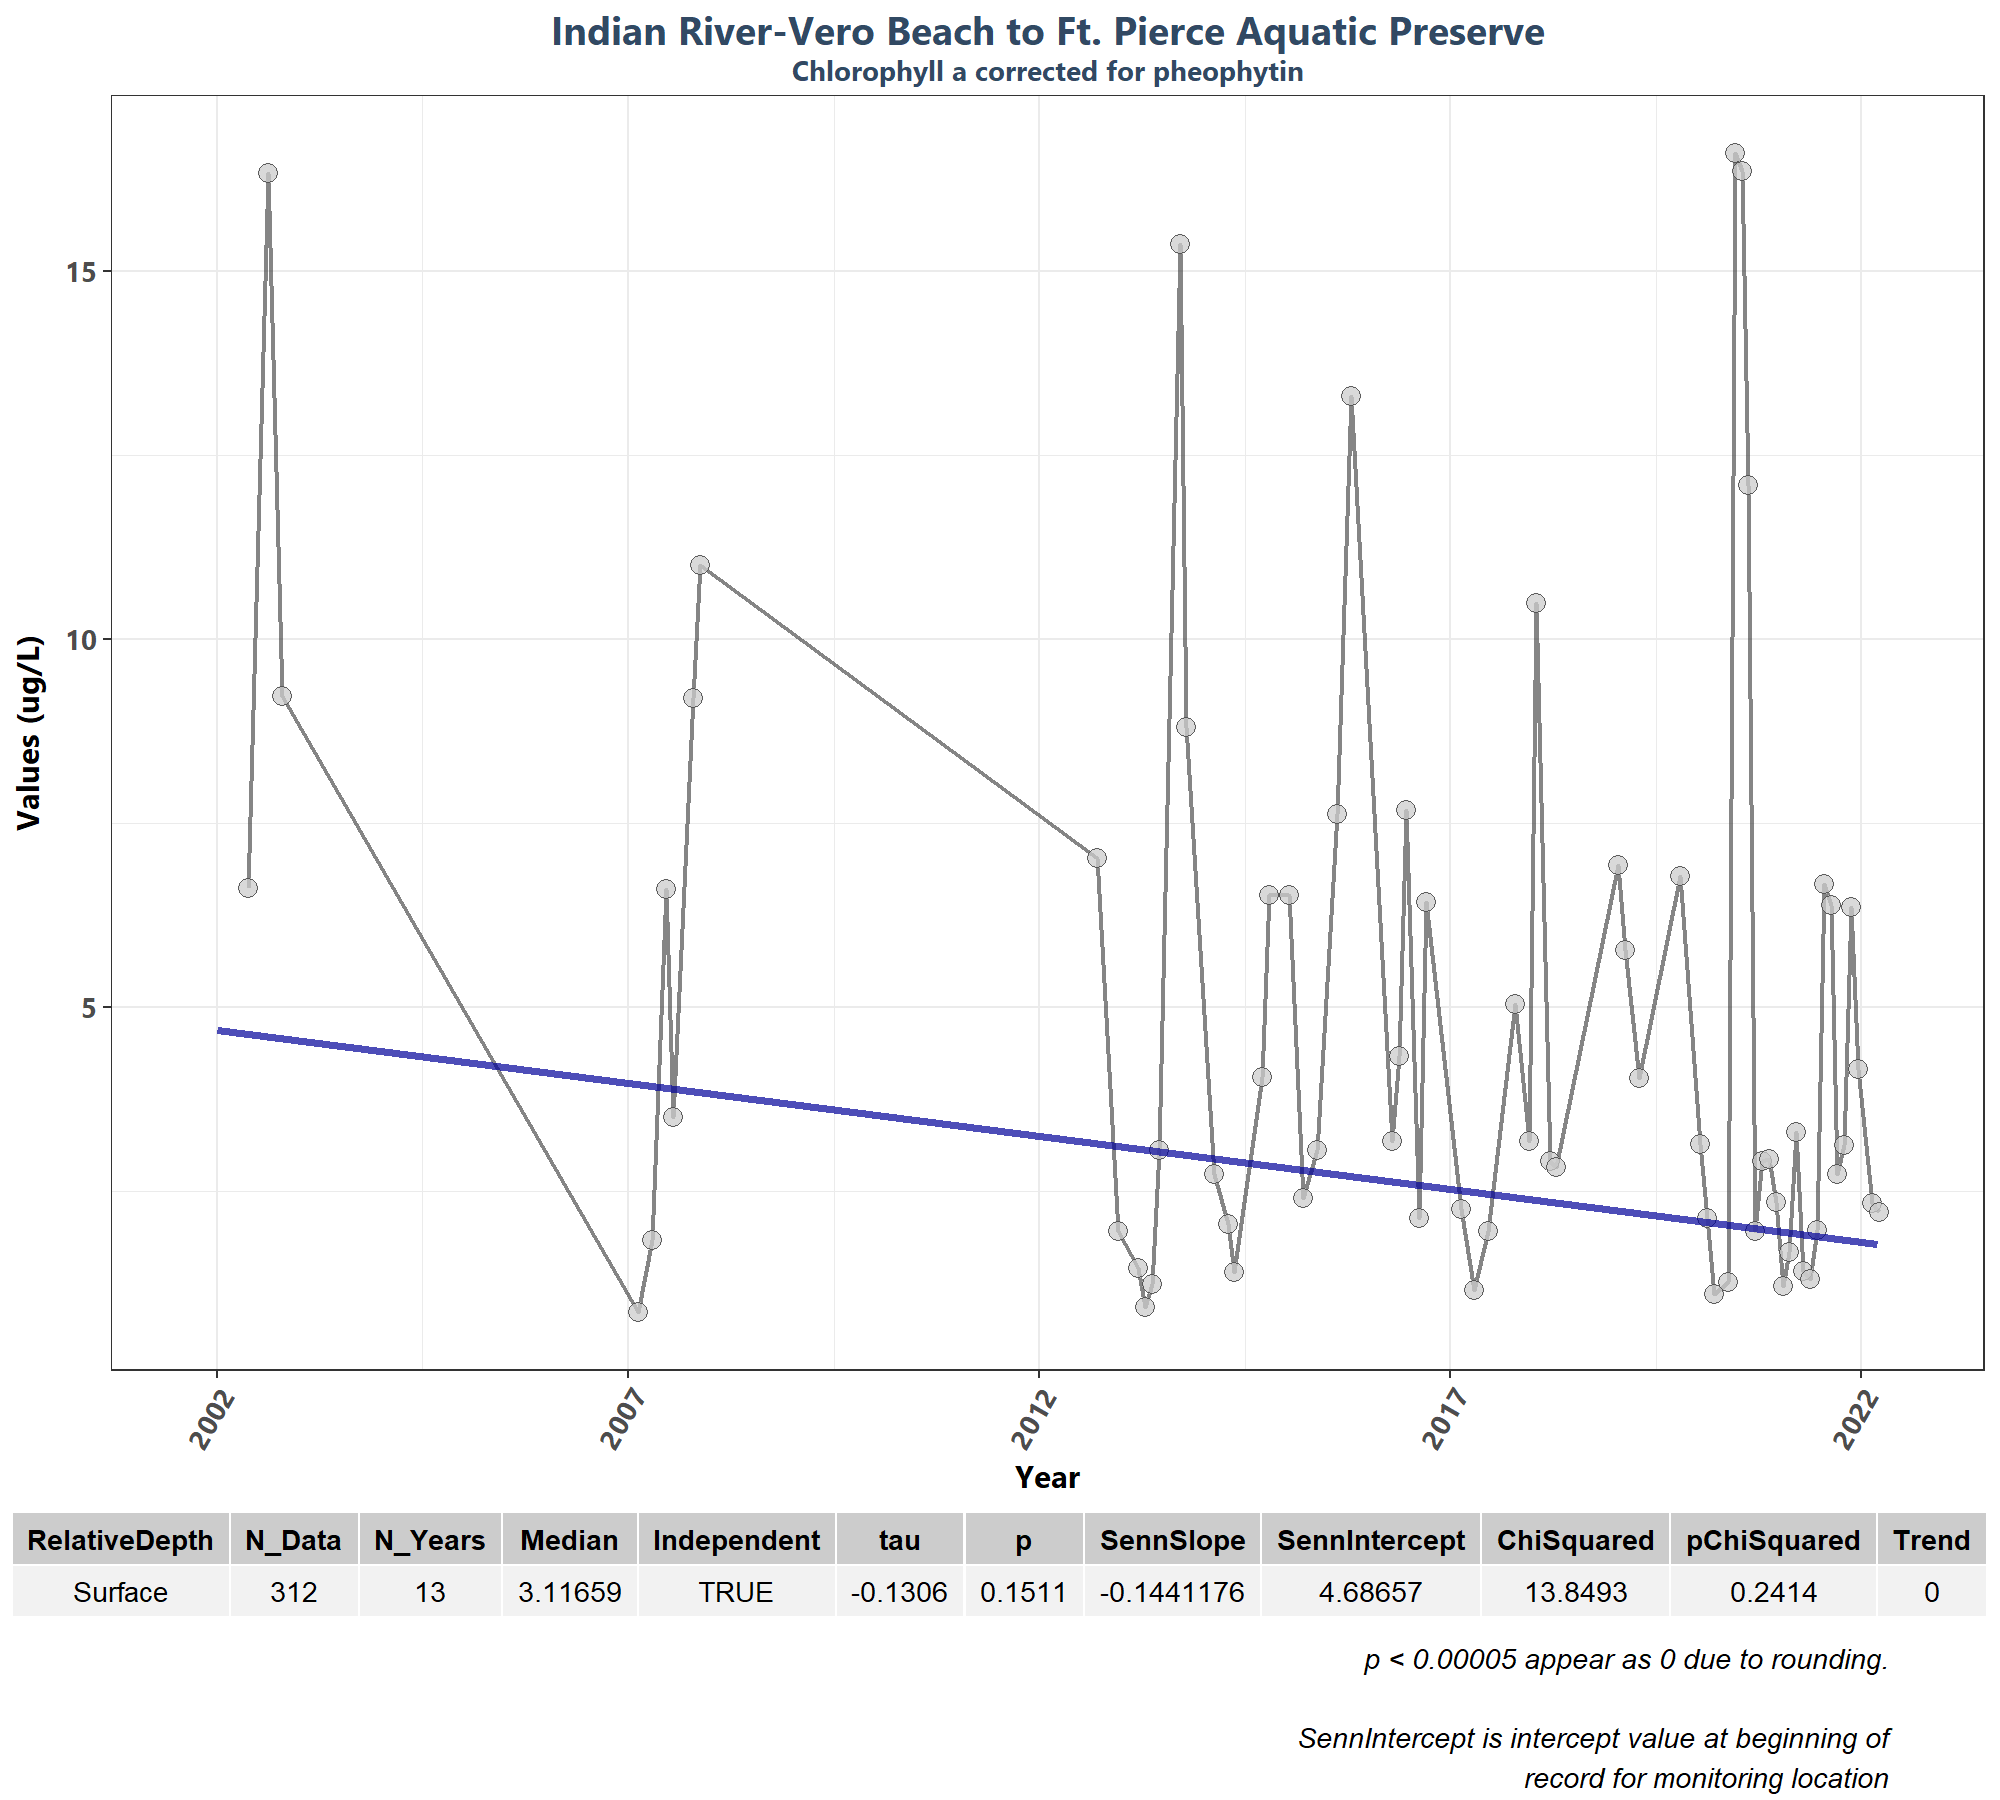 Indian River-Vero Beach to Ft. Pierce Aquatic Preserve
Chlorophyll a corrected for pheophytin
Values (ug/L)
15
10
5
2002
2007
2012
2017
2022
Year
RelativeDepth N_Data N_Years Median Independent tau p SennSlope SennIntercept ChiSquared pChiSquared Trend
Surface 312 13 3.11659 TRUE -0.1306 0.1511 -0.1441176 4.68657 13.8493 0.2414 0
p < 0.00005 appear as 0 due to rounding.
SennIntercept is intercept value at beginning of
record for monitoring location